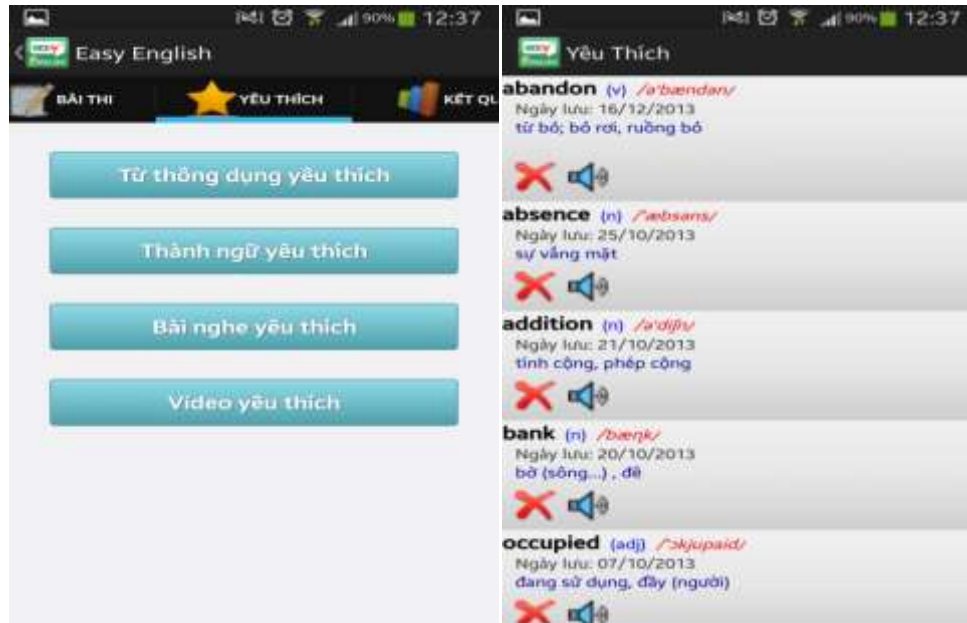 90% 12:37
Easy English
BÀI THI YÊU THÍCH KẾT QU
Từ thông dụng yêu thích
Thành ngữ yêu thích
Bài nghe yêu thích
Video yêu thích
90% 12:37
Yêu Thích
abandon (v) /ə'bændən/
Ngày lưu: 16/12/2013
từ bỏ; bỏ rơi, ruồng bỏ
absence (n) /'æbsəns/
Ngày lưu: 25/10/2013
sự vắng mặt
addition (n) /ə'diʃn/
Ngày lưu: 21/10/2013
tính cộng, phép cộng
bank (n) /bæηk/
Ngày lưu: 20/10/2013
bờ (sông...) , đê
occupied (adj) /'ɔkjupaid/
Ngày lưu: 07/10/2013
đang sử dụng, đầy (người)